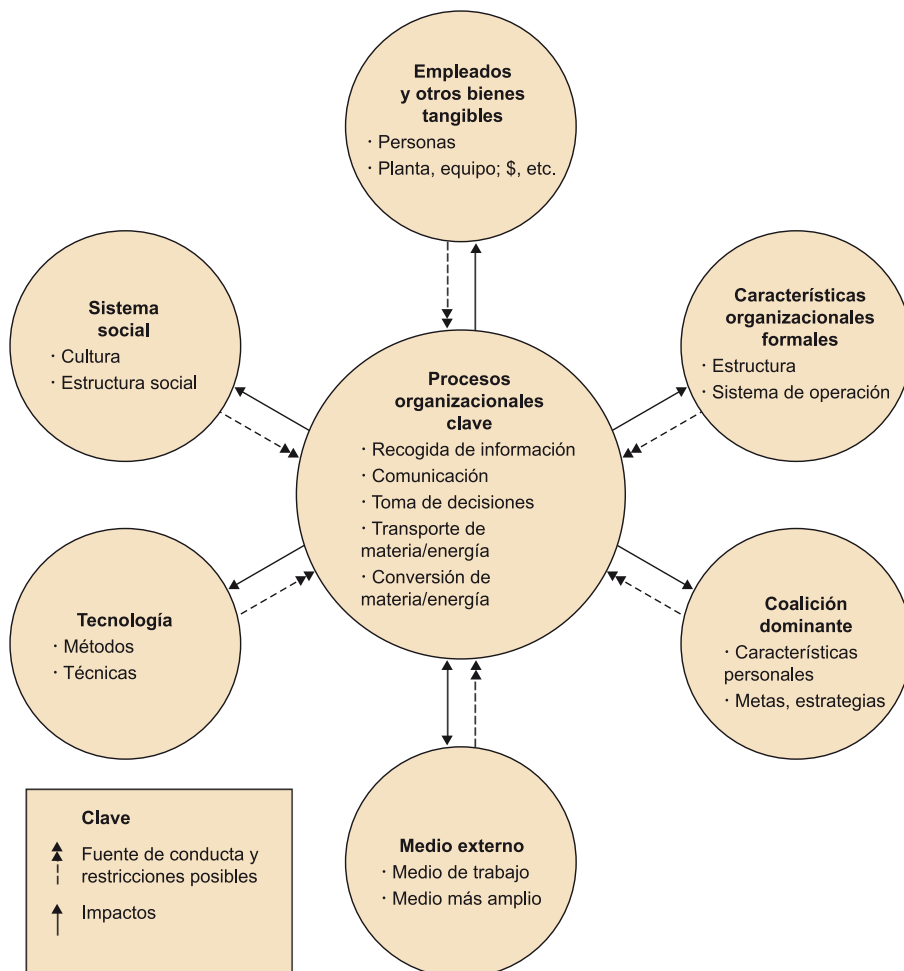 Empleados
y otros bienes
tangibles
· Personas
· Planta, equipo; $, etc.
Sistema
social
· Cultura
· Estructura social
Características
organizacionales
formales
· Estructura
· Sistema de operación
Procesos
organizacionales
clave
· Recogida de información
· Comunicación
· Toma de decisiones
· Transporte de
materia/energía
· Conversión de
materia/energía
Tecnología
· Métodos
· Técnicas
Coalición
dominante
· Características
personales
· Metas, estrategias
Medio externo
· Medio de trabajo
· Medio más amplio
Clave
Fuente de conducta y
restricciones posibles
Impactos